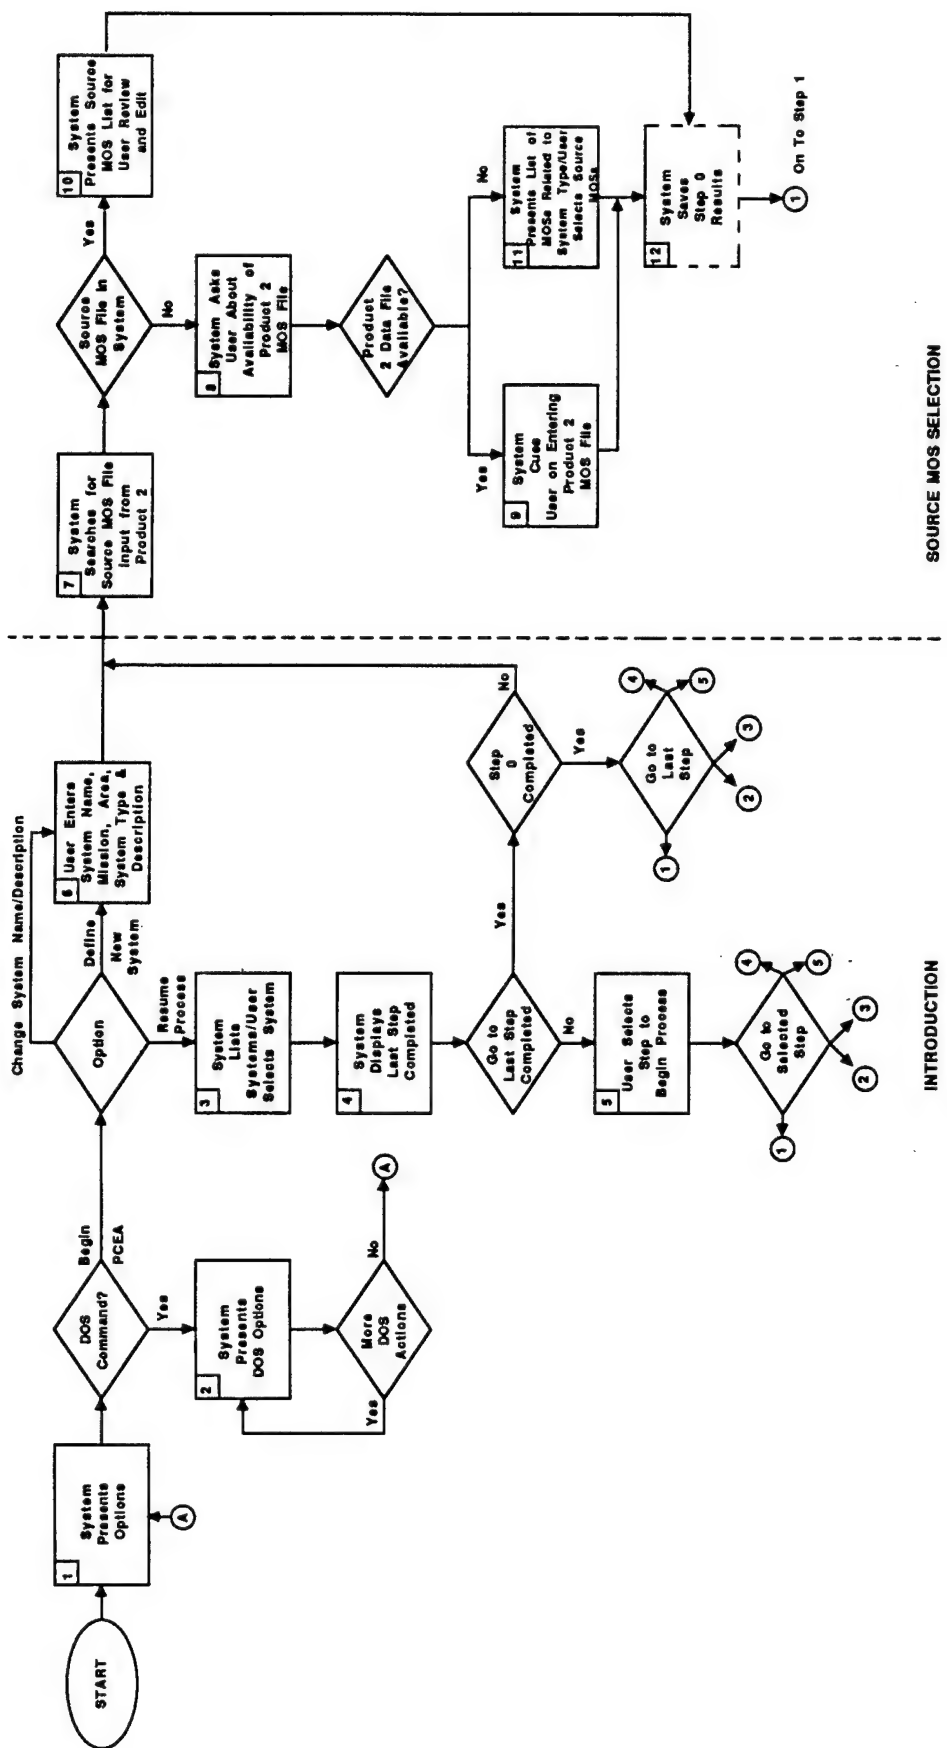 START
1
System
Presents
Options
A
DOS
Command?
Begin
PCEA
Yes
2
System
Presents
DOS Options
More
DOS
Actions
Yes
No
A
Change System Name/Description
Option
Define
New
System
Resume
Process
6
User Enters
System Name,
Mission, Area,
System Type &
Description
3
System
Lists
Systems/User
Selects System
4
System
Displays
Last Step
Completed
Go to
Last Step
Completed
Yes
No
5
User Selects
Step to
Begin Process
Go to
Selected
Step
1
2
3
4
5
Step
0
Completed
No
Yes
Go to
Last
Step
1
2
3
4
5
INTRODUCTION
7
System
Searches for
Source MOS File
Input from
Product 2
Source
MOS File In
System
Yes
No
10
System
Presents Source
MOS List for
User Review
and Edit
8
System Asks
User About
Availability of
Product 2
MOS File
Product
2 Data File
Available?
Yes
No
9
System
Cues
User on Entering
Product 2
MOS File
11
System
Presents List of
MOSs Related to
System Type/User
Selects Source
MOSs
12
System
Saves
Step 0
Results
1
On To Step 1
SOURCE MOS SELECTION